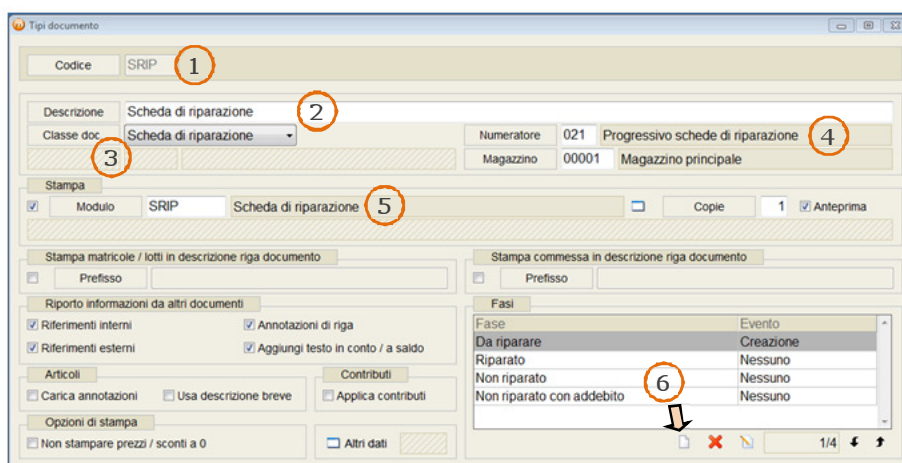 Tipi documento
Codice SRIP 1
Descrizione Scheda di riparazione 2
Classe doc. Scheda di riparazione Numeratore 021 Progressivo schede di riparazione 4
3 Magazzino 00001 Magazzino principale
Stampa
Modulo SRIP Scheda di riparazione 5 Copie 1 Anteprima
Stampa matricole / lotti in descrizione riga documento Stampa commessa in descrizione riga documento
Prefisso Prefisso
Riporto informazioni da altri documenti Fasi
Riferimenti interni Annotazioni di riga Fase Evento
Da riparare Creazione
Riferimenti esterni Aggiungi testo in conto / a saldo Riparato Nessuno
Articoli Contributi Non riparato Nessuno
Carica annotazioni Usa descrizione breve Applica contributi Non riparato con addebito 6 Nessuno
Opzioni di stampa
Non stampare prezzi / sconti a 0 Altri dati 1/4